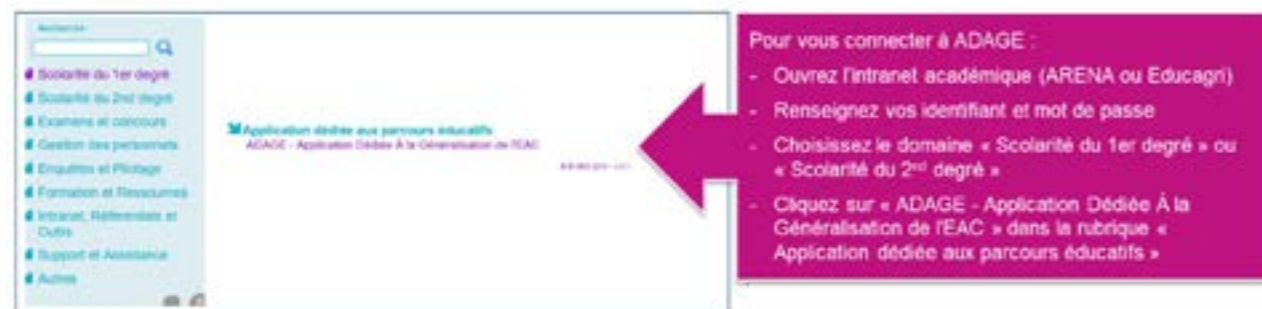 Rechercher
Scolarité du 1er degré
Scolarité du 2nd degré
Examens et concours
Gestion des personnels
Enquêtes et Pilotage
Formation et Ressources
Intranet, Référentiels et
Outils
Support et Assistance
Autres
Application dédiée aux parcours éducatifs
ADAGE - Application Dédiée À la Généralisation de l'EAC
Pour vous connecter à ADAGE :
- Ouvrez l'intranet académique (ARENA ou Educagri)
- Renseignez vos identifiant et mot de passe
- Choisissez le domaine « Scolarité du 1er degré » ou
« Scolarité du 2nd degré »
- Cliquez sur « ADAGE - Application Dédiée Á la
Généralisation de l'EAC » dans la rubrique «
Application dédiée aux parcours éducatifs »